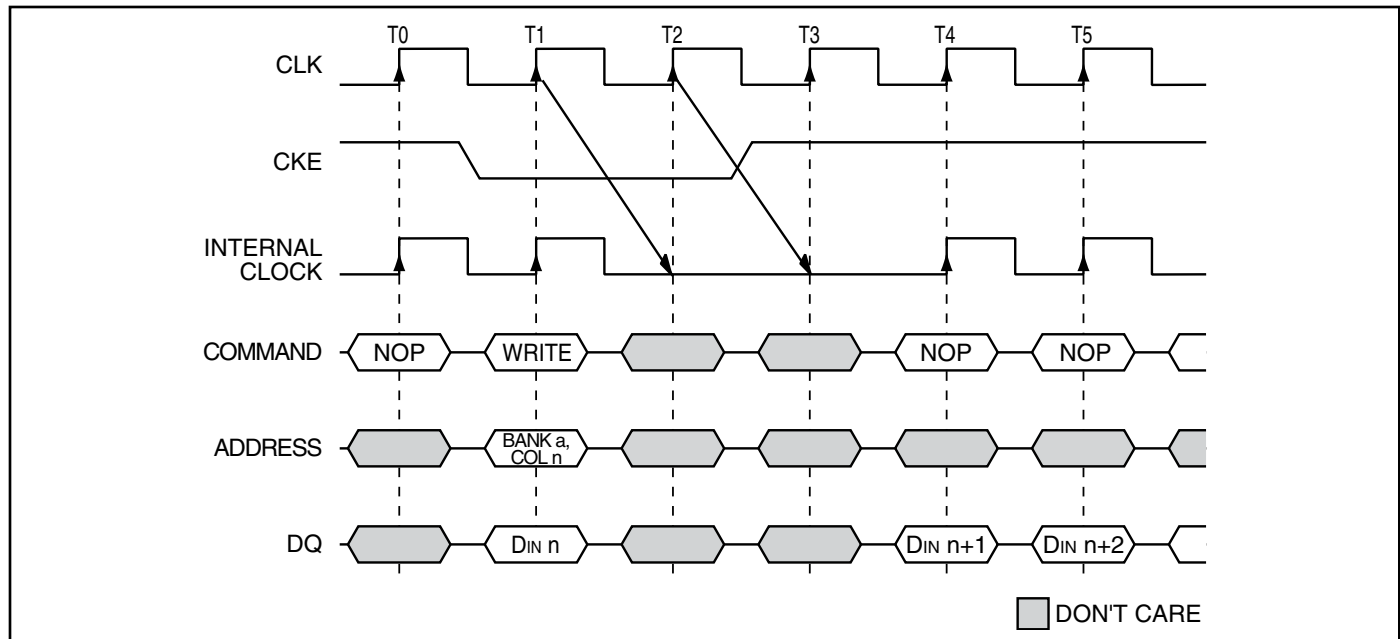 T0 T1 T2 T3 T4 T5
CLK
CKE
INTERNAL
CLOCK
COMMAND NOP WRITE NOP NOP
ADDRESS BANK a,
COL n
DQ DIN n DIN n+1 DIN n+2
DON'T CARE